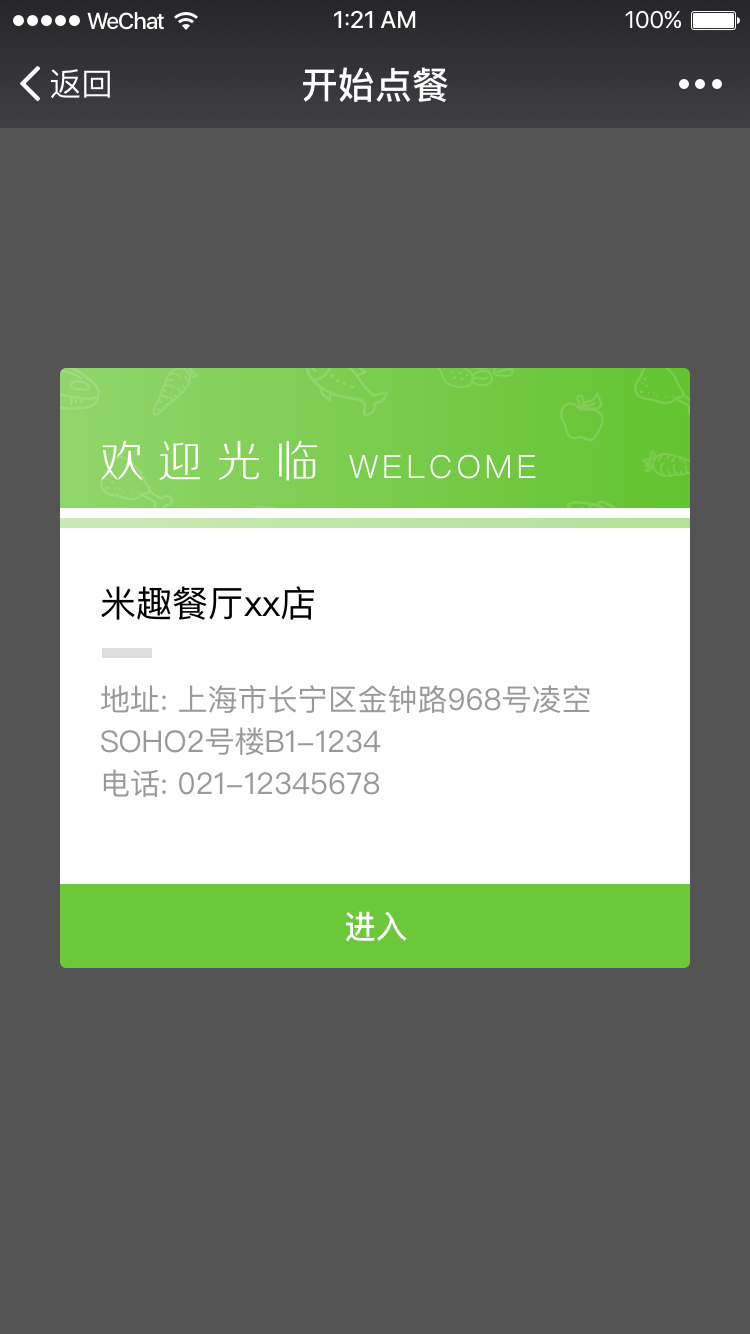 WeChat 1:21 AM 100%
返回 开始点餐
欢迎光临 WELCOME
米趣餐厅xx店
地址: 上海市长宁区金钟路968号凌空
SOHO2号楼B1-1234
电话: 021-12345678
进入